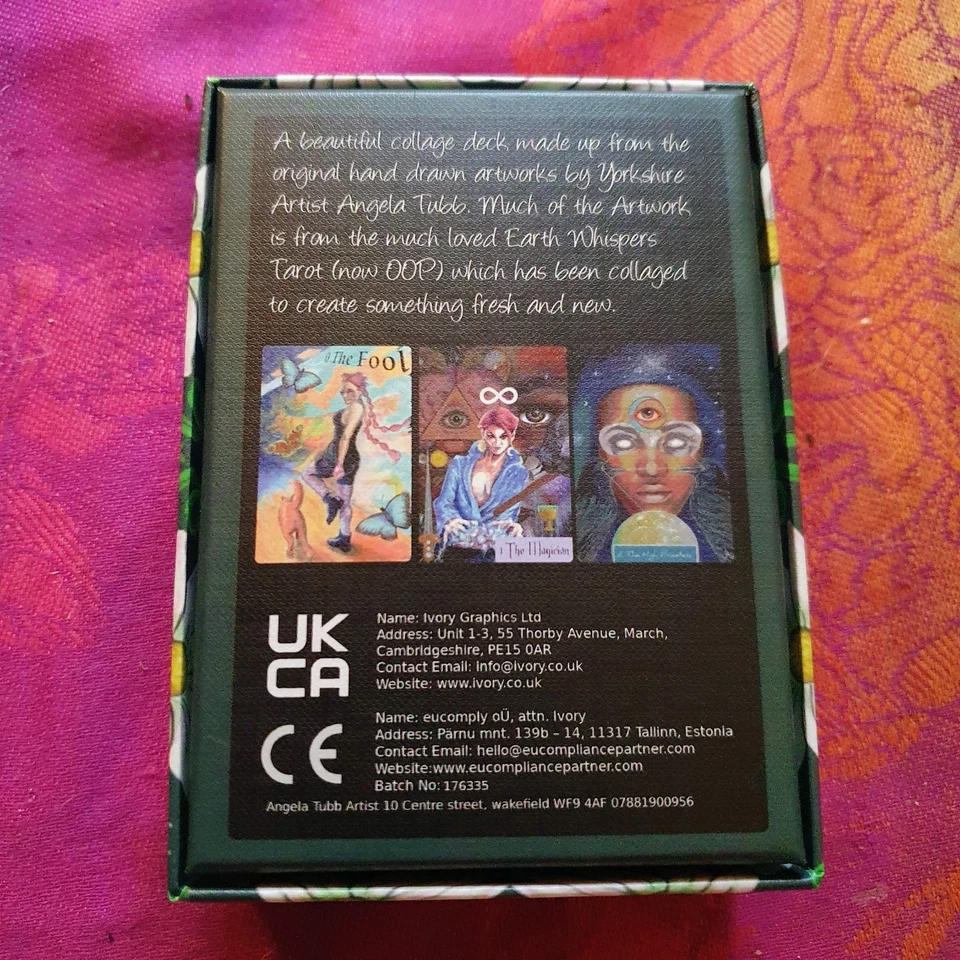 A beautiful collage deck made up from the
original hand drawn artworks by Yorkshire
Artist Angela Tubb. Much of the Artwork
is from the much loved Earth Whispers
Tarot (now OOP) which has been collaged
to create something fresh and new.
0 The Fool
1 The Magician
2 The High Priestess
UK
CA
Name: Ivory Graphics Ltd
Address: Unit 1-3, 55 Thorby Avenue, March,
Cambridgeshire, PE15 0AR
Contact Email: info@ivory.co.uk
Website: www.ivory.co.uk
CE
Name: eucomply oÜ, attn. Ivory
Address: Pärnu mnt. 139b – 14, 11317 Tallinn, Estonia
Contact Email: hello@eucompliancepartner.com
Website:www.eucompliancepartner.com
Batch No: 176335
Angela Tubb Artist 10 Centre street, wakefield WF9 4AF 07881900956